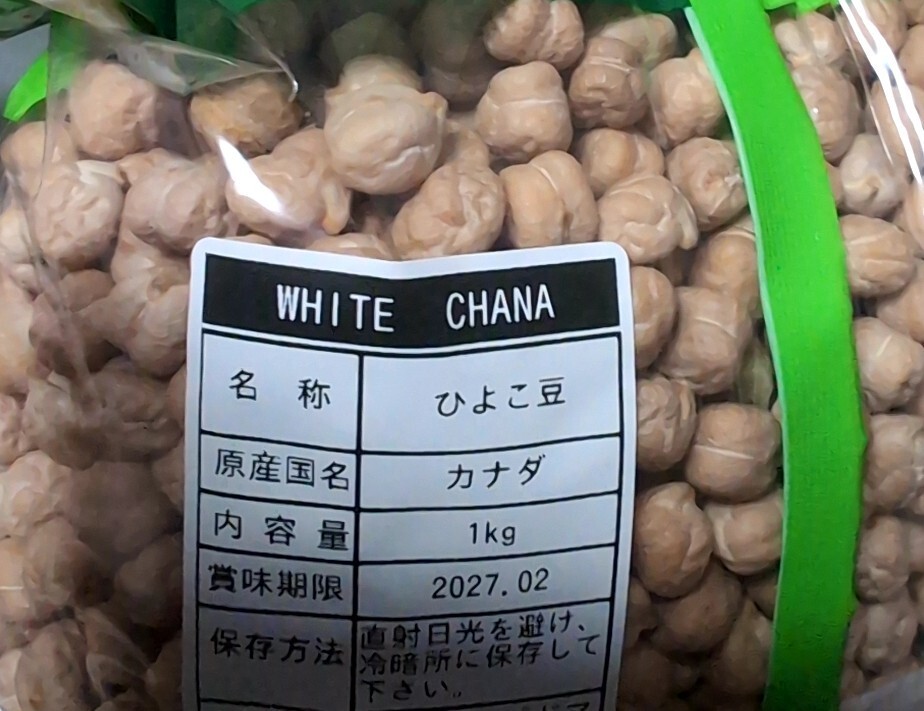 WHITE CHANA
名称 ひよこ豆
原産国名 カナダ
内容量 1kg
賞味期限 2027.02
保存方法 直射日光を避け、
冷暗所に保存して
下さい。